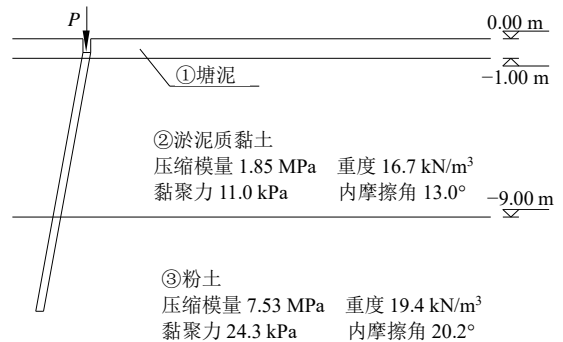 P
0.00 m
①塘泥
−1.00 m
②淤泥质黏土
压缩模量 1.85 MPa 重度 16.7 kN/m³
黏聚力 11.0 kPa 内摩擦角 13.0°
−9.00 m
③粉土
压缩模量 7.53 MPa 重度 19.4 kN/m³
黏聚力 24.3 kPa 内摩擦角 20.2°